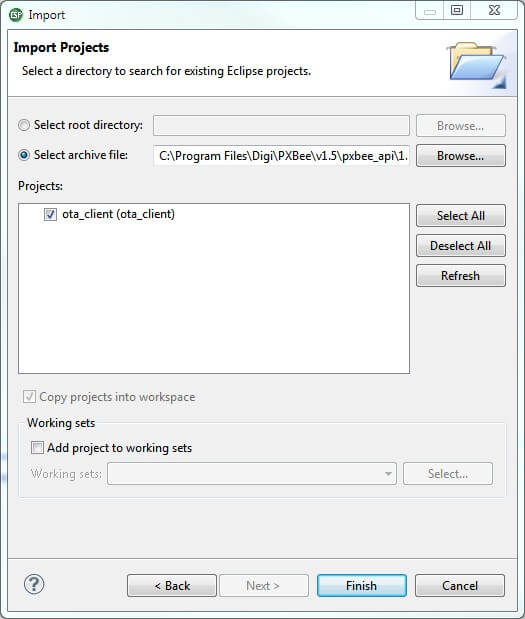 CSP Import
Import Projects
Select a directory to search for existing Eclipse projects.
Select root directory: Browse...
Select archive file: C:\Program Files\Digi\PXBee\v1.5\pxbee_api\1. Browse...
Projects:
ota_client (ota_client) Select All
Deselect All
Refresh
Copy projects into workspace
Working sets
Add project to working sets
Working sets: Select...
? < Back Next > Finish Cancel